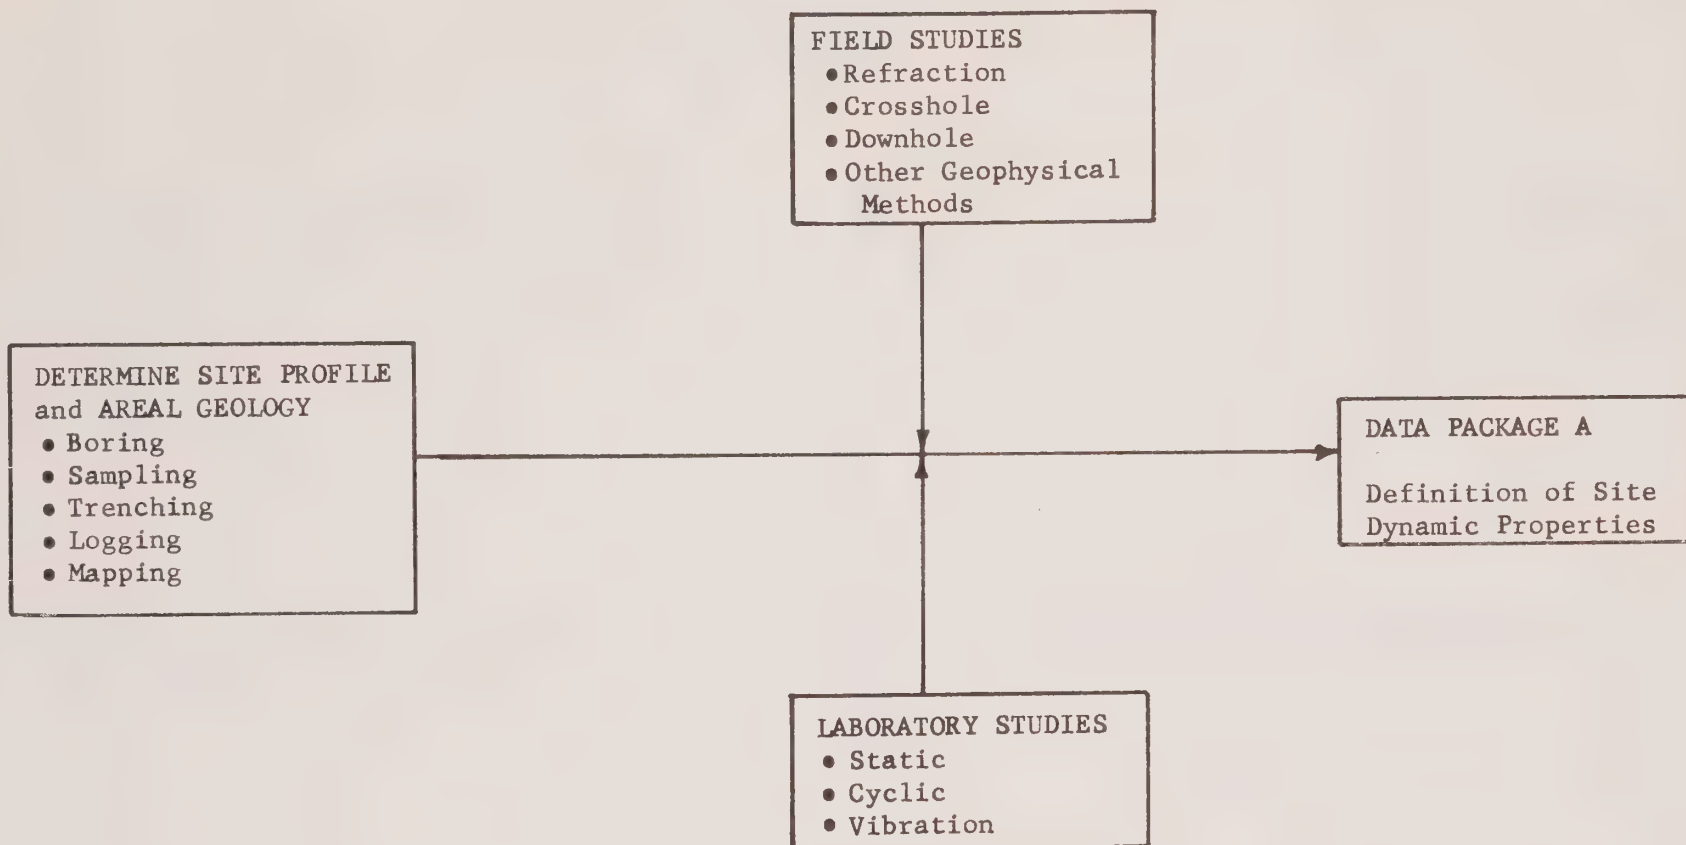 FIELD STUDIES
• Refraction
• Crosshole
• Downhole
• Other Geophysical
Methods
DETERMINE SITE PROFILE
and AREAL GEOLOGY
• Boring
• Sampling
• Trenching
• Logging
• Mapping
DATA PACKAGE A
Definition of Site
Dynamic Properties
LABORATORY STUDIES
• Static
• Cyclic
• Vibration